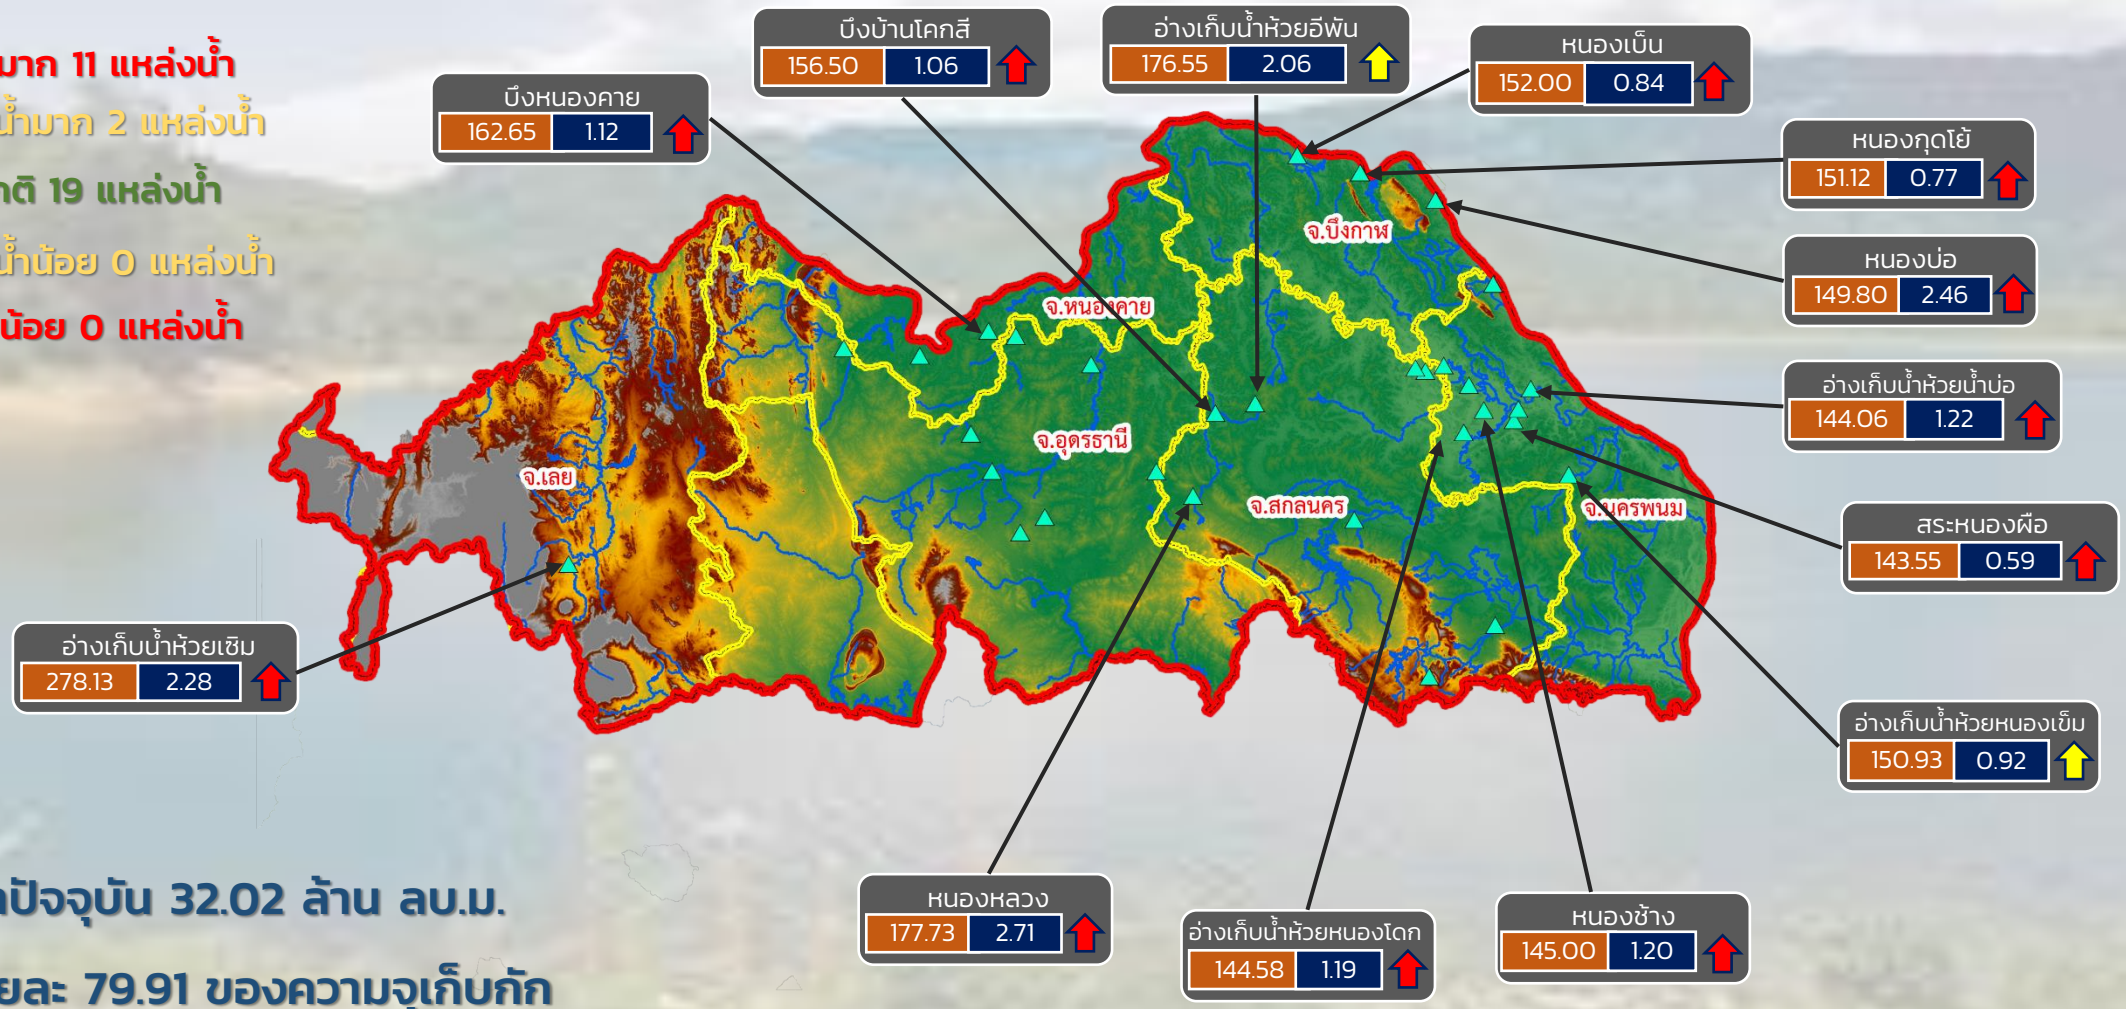 มาก 11 แหล่งน้ำ
น้ำมาก 2 แหล่งน้ำ
กติ 19 แหล่งน้ำ
น้ำน้อย 0 แหล่งน้ำ
น้อย 0 แหล่งน้ำ
บึงหนองคาย
162.65 1.12
บึงบ้านโคกสี
156.50 1.06
อ่างเก็บน้ำห้วยอีพัน
176.55 2.06
หนองเบ็น
152.00 0.84
หนองกุดโย้
151.12 0.77
หนองบ่อ
149.80 2.46
อ่างเก็บน้ำห้วยน้ำบ่อ
144.06 1.22
สระหนองผือ
143.55 0.59
อ่างเก็บน้ำห้วยหนองเข็ม
150.93 0.92
หนองช้าง
145.00 1.20
อ่างเก็บน้ำห้วยหนองโดก
144.58 1.19
หนองหลวง
177.73 2.71
อ่างเก็บน้ำห้วยเซิม
278.13 2.28
จ.เลย
จ.หนองคาย
จ.อุดรธานี
จ.บึงกาฬ
จ.สกลนคร
จ.นครพนม
าปัจจุบัน 32.02 ล้าน ลบ.ม.
ยละ 79.91 ของความจุเก็บกัก